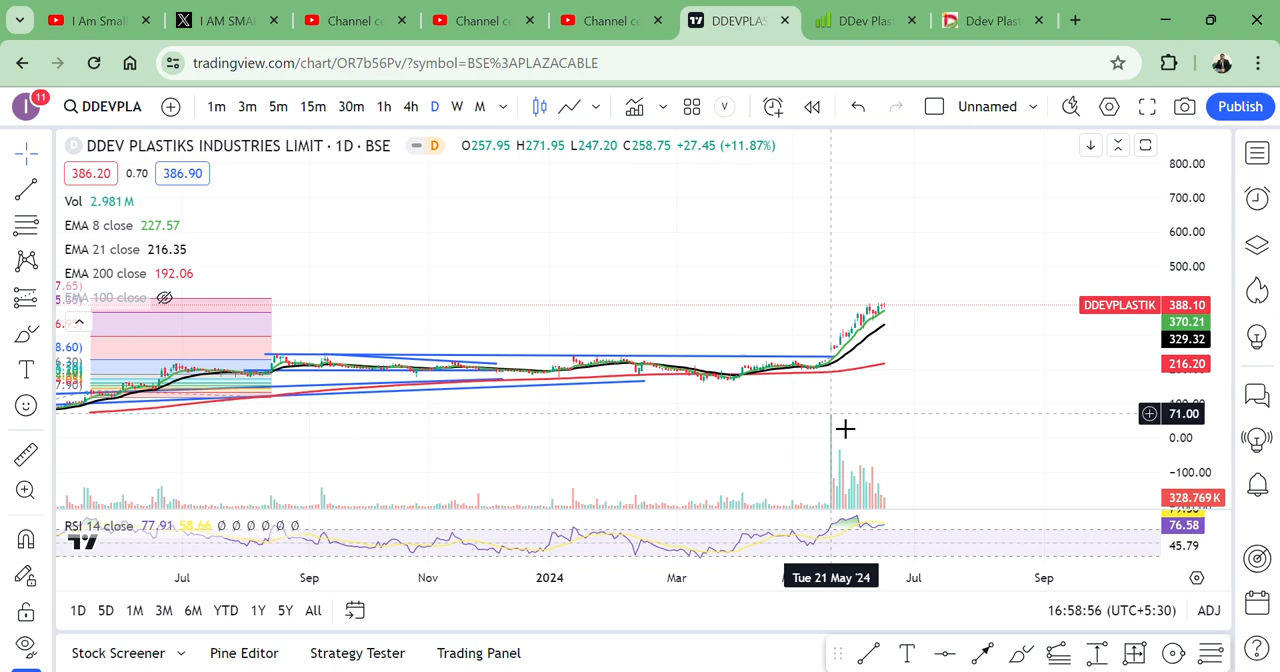 I Am Small
I AM SMA
Channel co
Channel c
Channel co
DDEVPLAS
DDev Plas
Ddev Plast
tradingview.com/chart/OR7b56Pv/?symbol=BSE%3APLAZACABLE
11
DDEVPLA
1m 3m 5m 15m 30m 1h 4h D W M
V
Unnamed
Publish
D DDEV PLASTIKS INDUSTRIES LIMIT · 1D · BSE
D
O257.95 H271.95 L247.20 C258.75 +27.45 (+11.87%)
386.20 0.70 386.90
Vol 2.981M
EMA 8 close 227.57
EMA 21 close 216.35
EMA 200 close 192.06
EMA 100 close
800.00
700.00
600.00
500.00
DDEVPLASTIK 388.10
370.21
329.32
216.20
71.00
0.00
−100.00
328.769K
RSI 14 close 77.91 58.66 Ø Ø Ø Ø Ø Ø
76.58
45.79
Jul Sep Nov 2024 Mar Tue 21 May '24 Jul Sep
1D 5D 1M 3M 6M YTD 1Y 5Y All
16:58:56 (UTC+5:30) ADJ
Stock Screener Pine Editor Strategy Tester Trading Panel